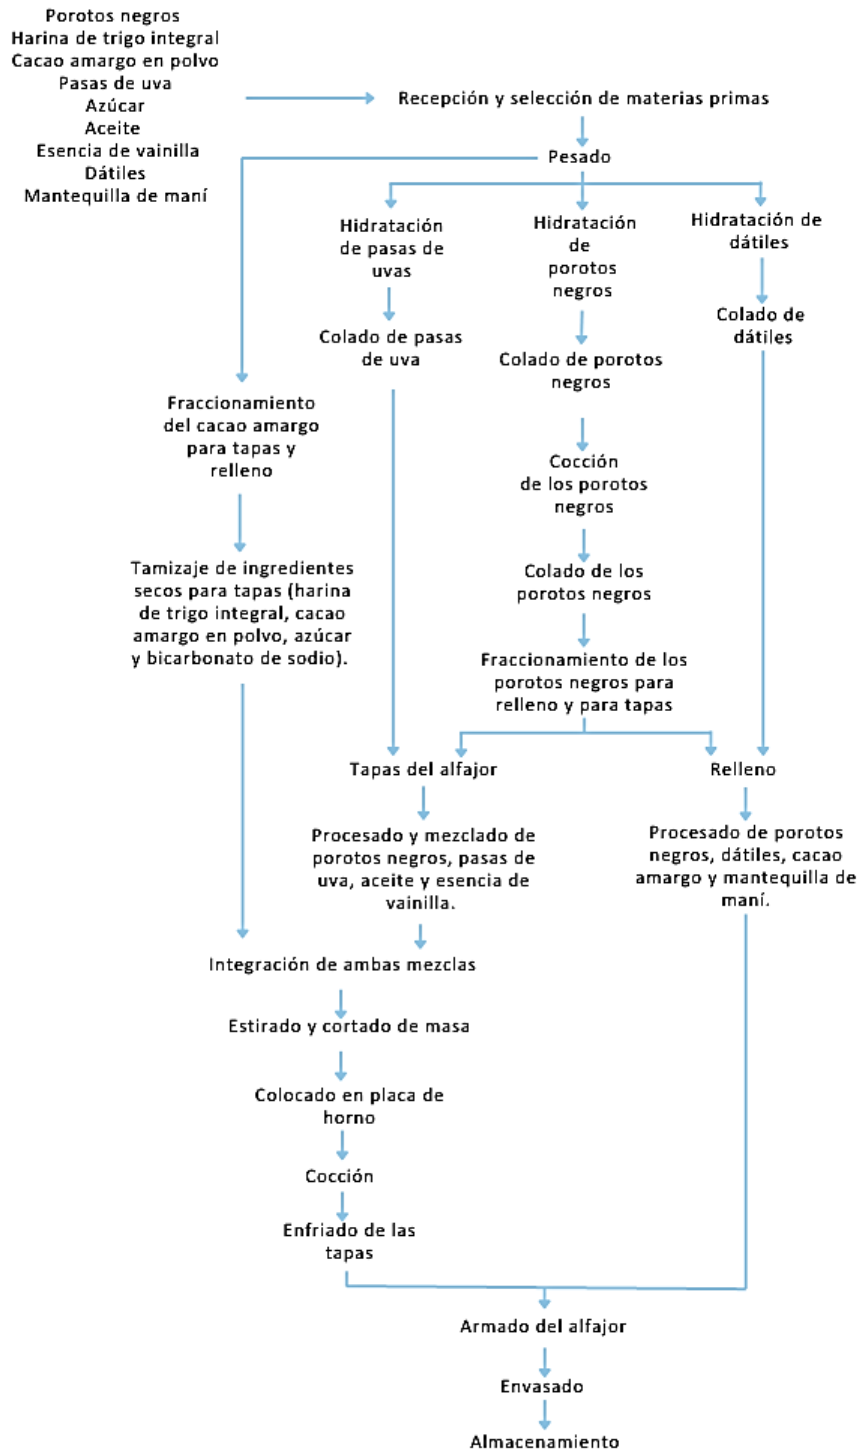 Porotos negros
Harina de trigo integral
Cacao amargo en polvo
Pasas de uva
Azúcar
Aceite
Esencia de vainilla
Dátiles
Mantequilla de maní
Recepción y selección de materias primas
Pesado
Hidratación
de pasas de
uvas
Hidratación
de
porotos
negros
Hidratación de
dátiles
Colado de pasas
de uva
Colado de porotos
negros
Colado de
dátiles
Fraccionamiento
del cacao amargo
para tapas y
relleno
Cocción
de los porotos
negros
Tamizaje de ingredientes
secos para tapas (harina
de trigo integral, cacao
amargo en polvo, azúcar
y bicarbonato de sodio).
Colado de los
porotos negros
Fraccionamiento de los
porotos negros para
relleno y para tapas
Tapas del alfajor
Relleno
Procesado y mezclado de
porotos negros, pasas de
uva, aceite y esencia de
vainilla.
Procesado de porotos
negros, dátiles, cacao
amargo y mantequilla de
maní.
Integración de ambas mezclas
Estirado y cortado de masa
Colocado en placa de
horno
Cocción
Enfriado de las
tapas
Armado del alfajor
Envasado
Almacenamiento